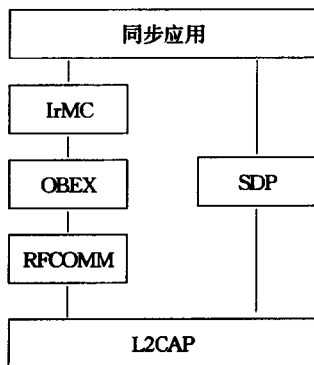 同步应用
IrMC
OBEX
SDP
RFCOMM
L2CAP